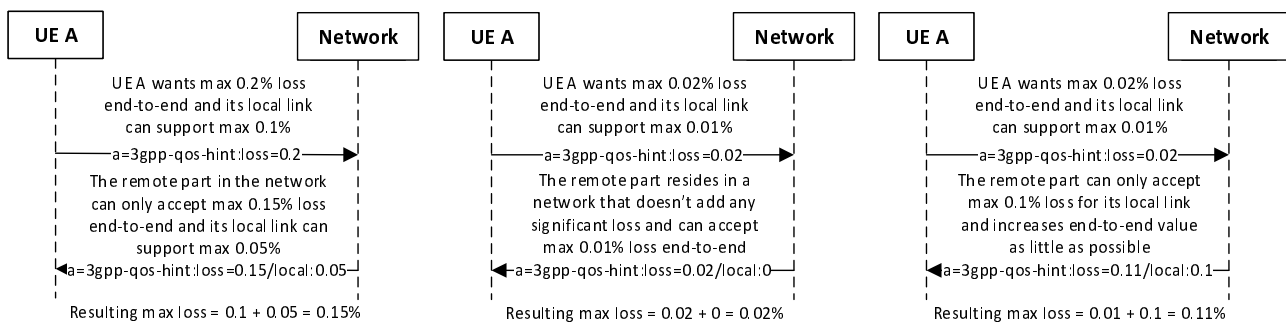 UE A
Network
UE A wants max 0.2% loss
end-to-end and its local link
can support max 0.1%
a=3gpp-qos-hint:loss=0.2
The remote part in the network
can only accept max 0.15% loss
end-to-end and its local link can
support max 0.05%
a=3gpp-qos-hint:loss=0.15/local:0.05
Resulting max loss = 0.1 + 0.05 = 0.15%
UE A
Network
UE A wants max 0.02% loss
end-to-end and its local link
can support max 0.01%
a=3gpp-qos-hint:loss=0.02
The remote part resides in a
network that doesn't add any
significant loss and can accept
max 0.01% loss end-to-end
a=3gpp-qos-hint:loss=0.02/local:0
Resulting max loss = 0.02 + 0 = 0.02%
UE A
Network
UE A wants max 0.02% loss
end-to-end and its local link
can support max 0.01%
a=3gpp-qos-hint:loss=0.02
The remote part can only accept
max 0.1% loss for its local link
and increases end-to-end value
as little as possible
a=3gpp-qos-hint:loss=0.11/local:0.1
Resulting max loss = 0.01 + 0.1 = 0.11%